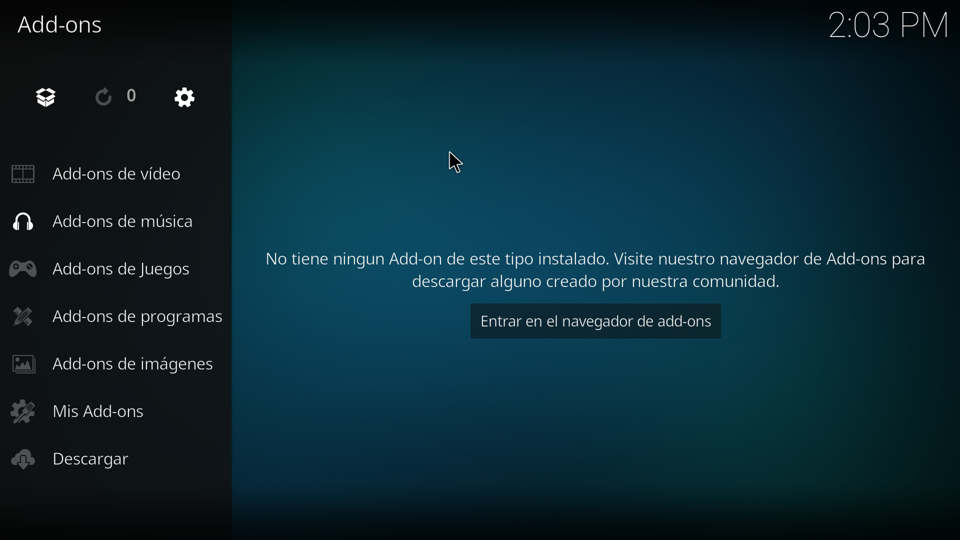 Add-ons
2:03 PM
0
Add-ons de vídeo
Add-ons de música
Add-ons de Juegos
Add-ons de programas
Add-ons de imágenes
Mis Add-ons
Descargar
No tiene ningun Add-on de este tipo instalado. Visite nuestro navegador de Add-ons para
descargar alguno creado por nuestra comunidad.
Entrar en el navegador de add-ons